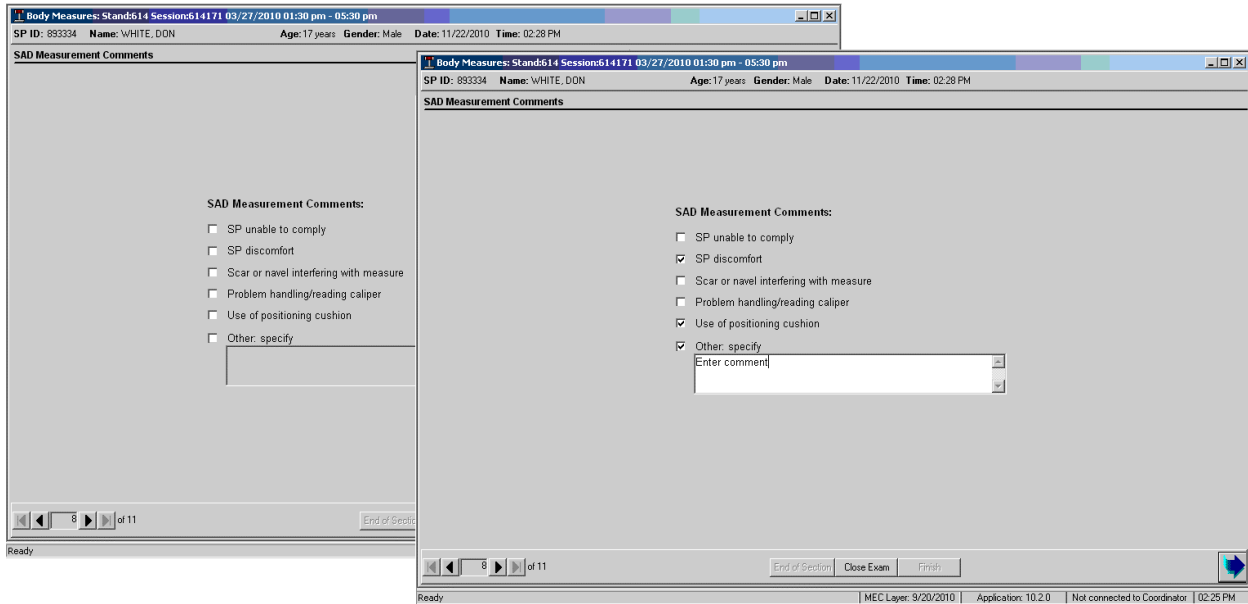 Body Measures: Stand:614 Session:614171 03/27/2010 01:30 pm - 05:30 pm
SP ID: 893334 Name: WHITE, DON Age: 17 years Gender: Male Date: 11/22/2010 Time: 02:28 PM
SAD Measurement Comments
SAD Measurement Comments:
SP unable to comply
SP discomfort
Scar or navel interfering with measure
Problem handling/reading caliper
Use of positioning cushion
Other: specify
8 of 11
End of Sectio
Ready
Body Measures: Stand:614 Session:614171 03/27/2010 01:30 pm - 05:30 pm
SP ID: 893334 Name: WHITE, DON Age: 17 years Gender: Male Date: 11/22/2010 Time: 02:28 PM
SAD Measurement Comments
SAD Measurement Comments:
SP unable to comply
SP discomfort
Scar or navel interfering with measure
Problem handling/reading caliper
Use of positioning cushion
Other: specify
Enter comment
8 of 11 End of Section Close Exam Finish
Ready MEC Layer: 9/20/2010 Application: 10.2.0 Not connected to Coordinator 02:25 PM